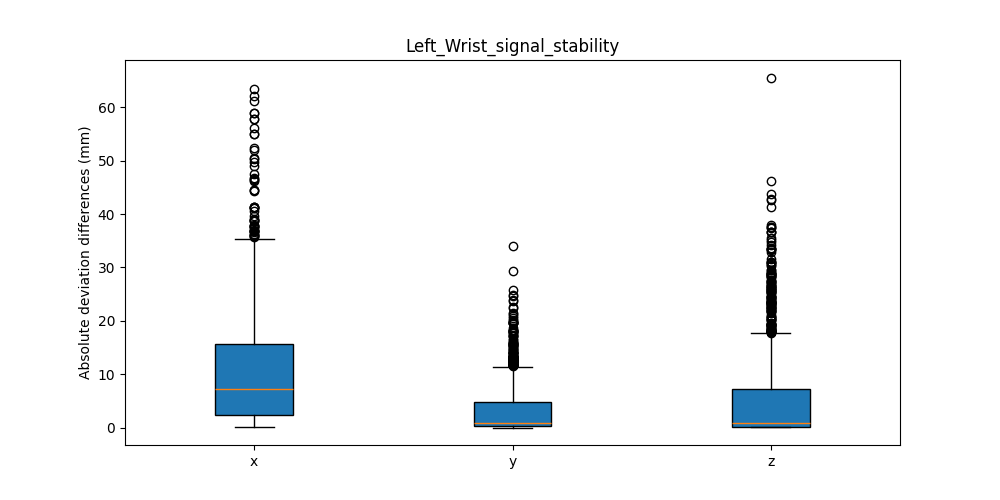 Left_Wrist_signal_stability
Absolute deviation differences (mm)
60
50
40
30
20
10
0
x y z